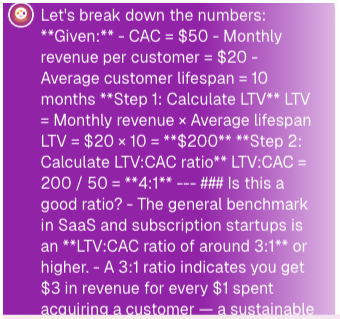 Let's break down the numbers:
**Given:** - CAC = $50 - Monthly
revenue per customer = $20 -
Average customer lifespan = 10
months **Step 1: Calculate LTV** LTV
= Monthly revenue × Average lifespan
LTV = $20 × 10 = **$200** **Step 2:
Calculate LTV:CAC ratio** LTV:CAC =
200 / 50 = **4:1** --- ### Is this a
good ratio? - The general benchmark
in SaaS and subscription startups is
an **LTV:CAC ratio of around 3:1** or
higher. - A 3:1 ratio indicates you get
$3 in revenue for every $1 spent
acquiring a customer — a sustainable